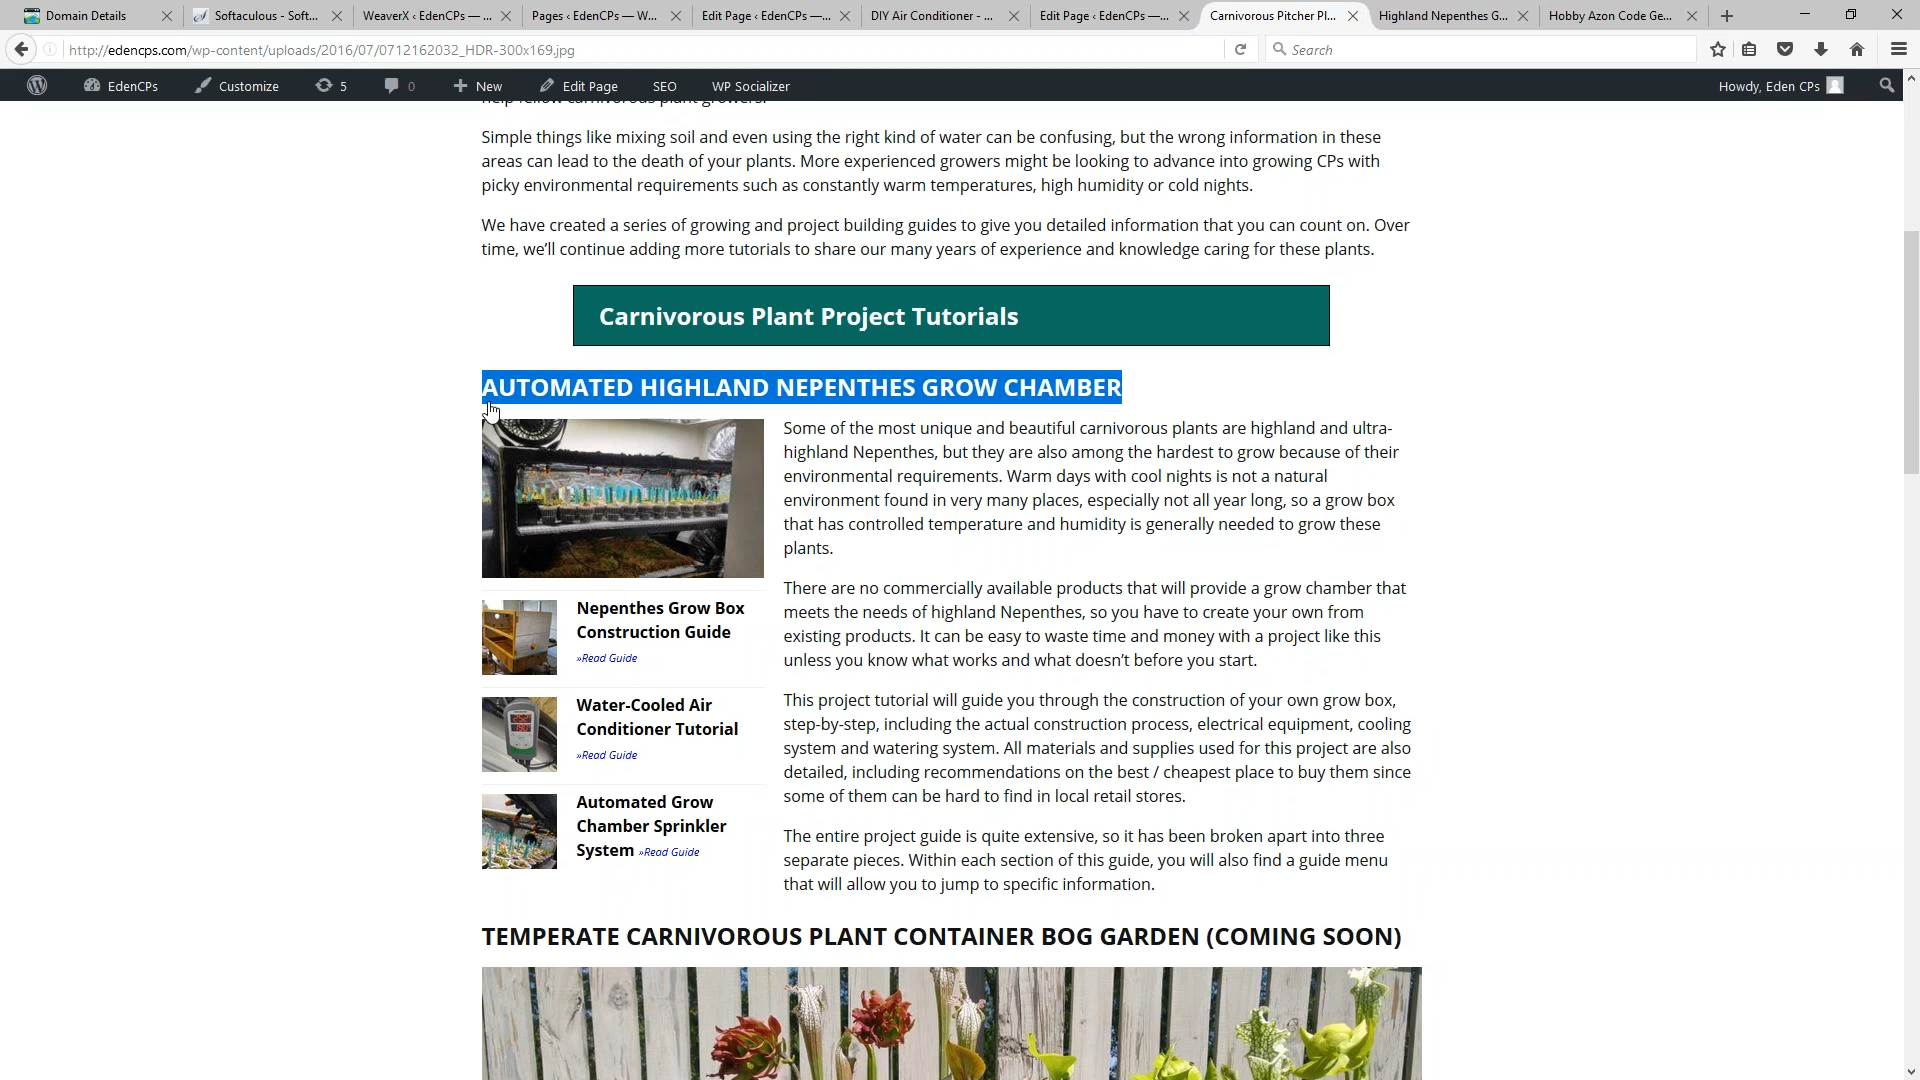 Domain Details
Softaculous - Soft...
WeaverX ‹ EdenCPs — ...
Pages ‹ EdenCPs — W...
Edit Page ‹ EdenCPs —...
DIY Air Conditioner - ...
Edit Page ‹ EdenCPs —...
Carnivorous Pitcher Pl...
Highland Nepenthes G...
Hobby Azon Code Ge...
http://edencps.com/wp-content/uploads/2016/07/0712162032_HDR-300x169.jpg
Search
EdenCPs
Customize
5
0
New
Edit Page
SEO
WP Socializer
Howdy, Eden CPs
help fellow carnivorous plant growers.
Simple things like mixing soil and even using the right kind of water can be confusing, but the wrong information in these
areas can lead to the death of your plants. More experienced growers might be looking to advance into growing CPs with
picky environmental requirements such as constantly warm temperatures, high humidity or cold nights.
We have created a series of growing and project building guides to give you detailed information that you can count on. Over
time, we'll continue adding more tutorials to share our many years of experience and knowledge caring for these plants.
Carnivorous Plant Project Tutorials
AUTOMATED HIGHLAND NEPENTHES GROW CHAMBER
Nepenthes Grow Box
Construction Guide
»Read Guide
Water-Cooled Air
Conditioner Tutorial
»Read Guide
Automated Grow
Chamber Sprinkler
System »Read Guide
Some of the most unique and beautiful carnivorous plants are highland and ultra-
highland Nepenthes, but they are also among the hardest to grow because of their
environmental requirements. Warm days with cool nights is not a natural
environment found in very many places, especially not all year long, so a grow box
that has controlled temperature and humidity is generally needed to grow these
plants.
There are no commercially available products that will provide a grow chamber that
meets the needs of highland Nepenthes, so you have to create your own from
existing products. It can be easy to waste time and money with a project like this
unless you know what works and what doesn't before you start.
This project tutorial will guide you through the construction of your own grow box,
step-by-step, including the actual construction process, electrical equipment, cooling
system and watering system. All materials and supplies used for this project are also
detailed, including recommendations on the best / cheapest place to buy them since
some of them can be hard to find in local retail stores.
The entire project guide is quite extensive, so it has been broken apart into three
separate pieces. Within each section of this guide, you will also find a guide menu
that will allow you to jump to specific information.
TEMPERATE CARNIVOROUS PLANT CONTAINER BOG GARDEN (COMING SOON)